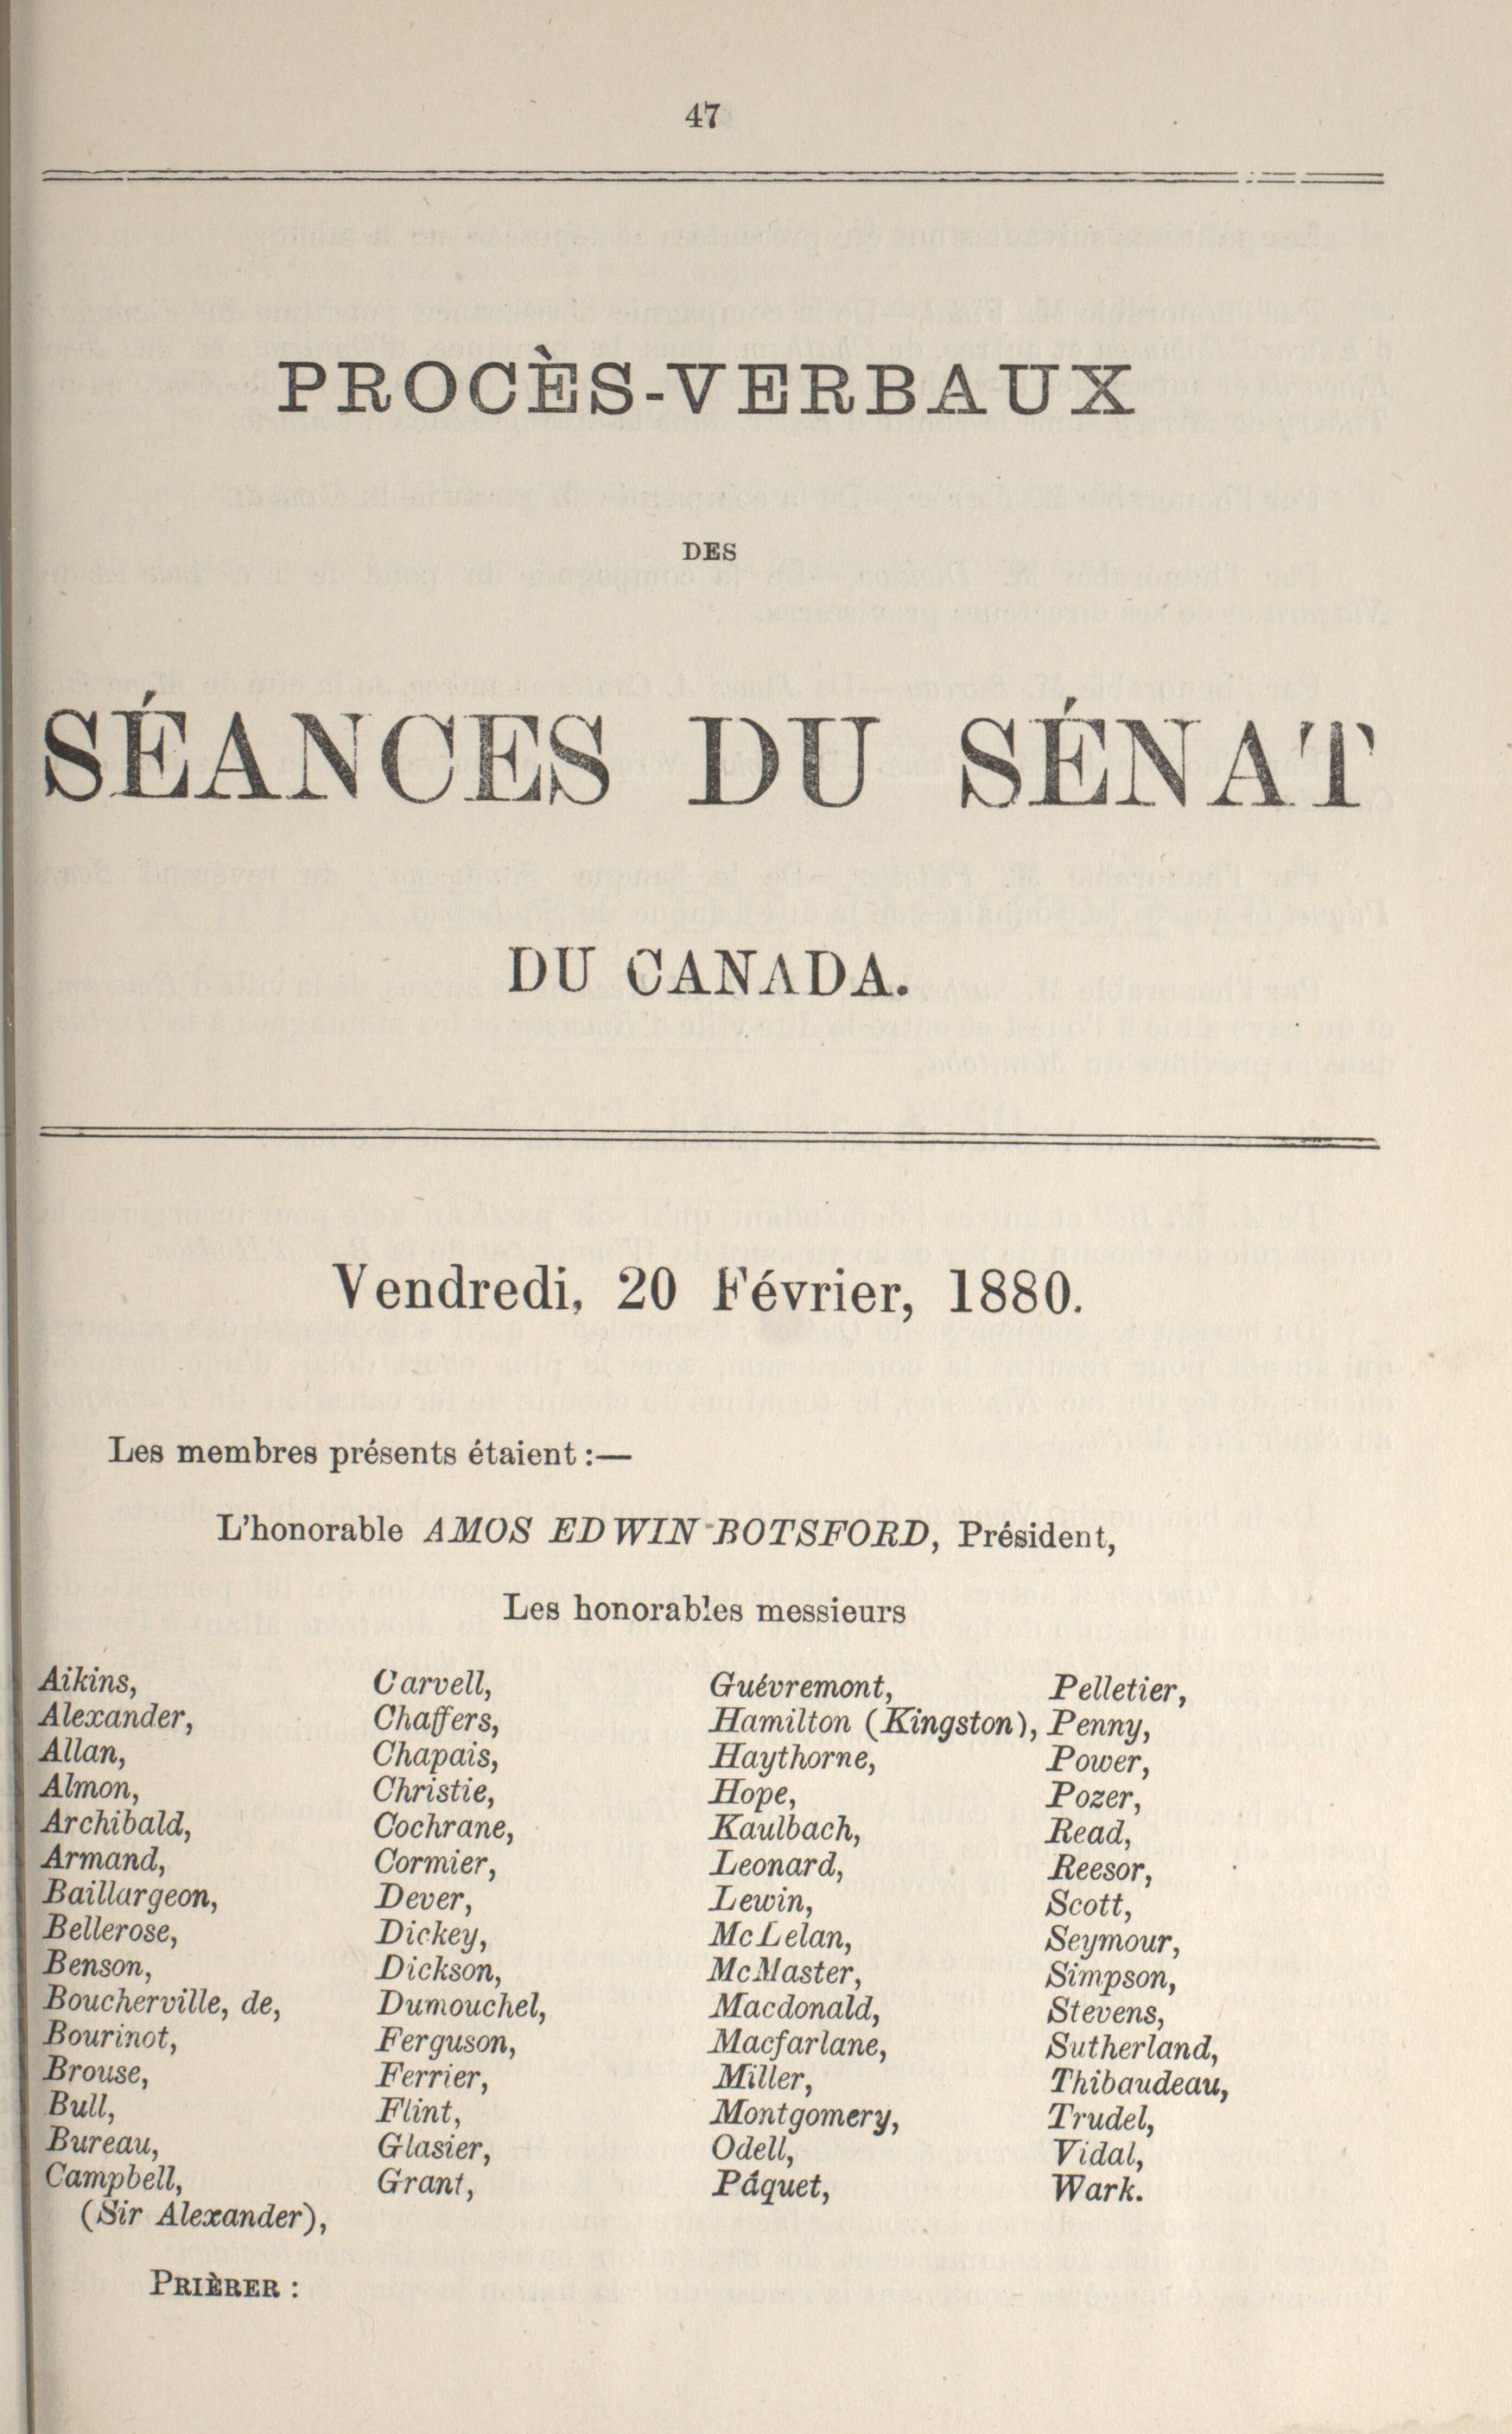 47
PROCÈS-VERBAUX
DES
SÉANCES DU SÉNAT
DU CANADA.
Vendredi, 20 Février, 1880.
Les membres présents étaient :—
L'honorable AMOS EDWIN BOTSFORD, Président,
Les honorables messieurs
Aikins,
Alexander,
Allan,
Almon,
Archibald,
Armand,
Baillargeon,
Bellerose,
Benson,
Boucherville, de,
Bourinot,
Brouse,
Bull,
Bureau,
Campbell,
(Sir Alexander),
Carvell,
Chaffers,
Chapais,
Christie,
Cochrane,
Cormier,
Dever,
Dickey,
Dickson,
Dumouchel,
Ferguson,
Ferrier,
Flint,
Glasier,
Grant,
Guévremont,
Hamilton (Kingston),
Haythorne,
Hope,
Kaulbach,
Leonard,
Lewin,
McLelan,
McMaster,
Macdonald,
Macfarlane,
Miller,
Montgomery,
Odell,
Pâquet,
Pelletier,
Penny,
Power,
Pozer,
Read,
Reesor,
Scott,
Seymour,
Simpson,
Stevens,
Sutherland,
Thibaudeau,
Trudel,
Vidal,
Wark.
PRIÈRER :